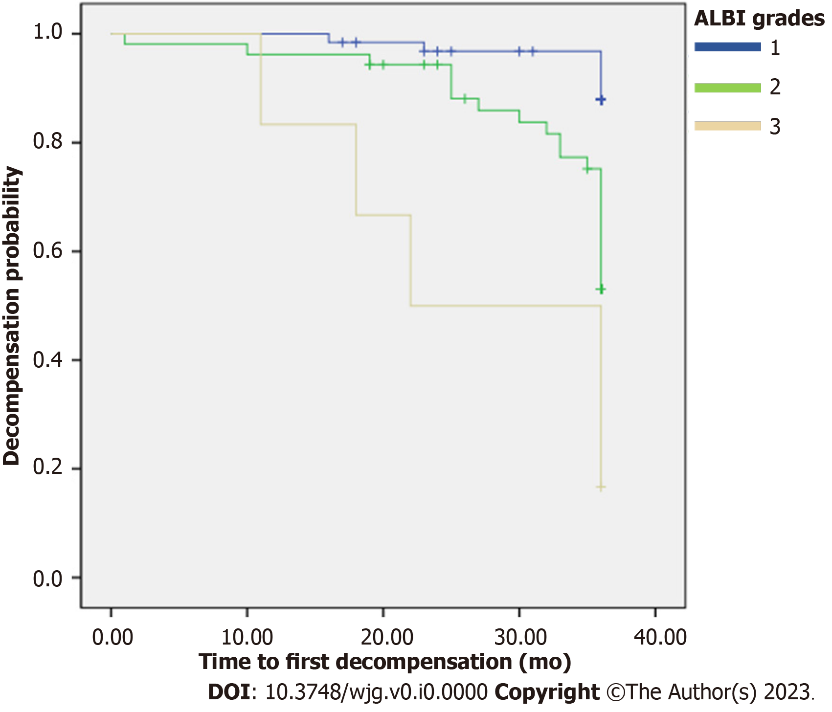 ALBI grades
1
2
3
1.0
0.8
0.6
0.4
0.2
0.0
Decompensation probability
0.00 10.00 20.00 30.00 40.00
Time to first decompensation (mo)
DOI: 10.3748/wjg.v0.i0.0000 Copyright ©The Author(s) 2023.